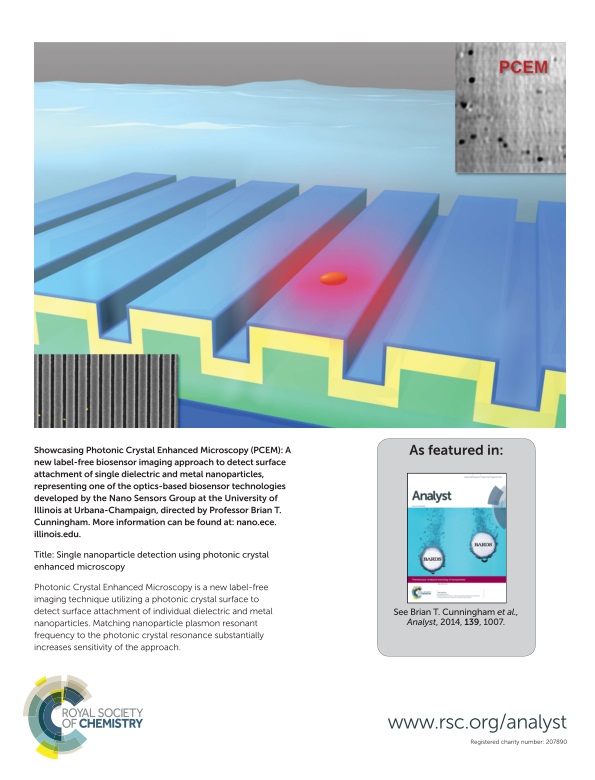 PCEM
Showcasing Photonic Crystal Enhanced Microscopy (PCEM): A
new label-free biosensor imaging approach to detect surface
attachment of single dielectric and metal nanoparticles,
representing one of the optics-based biosensor technologies
developed by the Nano Sensors Group at the University of
Illinois at Urbana-Champaign, directed by Professor Brian T.
Cunningham. More information can be found at: nano.ece.
illinois.edu.
Title: Single nanoparticle detection using photonic crystal
enhanced microscopy
Photonic Crystal Enhanced Microscopy is a new label-free
imaging technique utilizing a photonic crystal surface to
detect surface attachment of individual dielectric and metal
nanoparticles. Matching nanoparticle plasmon resonant
frequency to the photonic crystal resonance substantially
increases sensitivity of the approach.
As featured in:
Analyst
BARDS
BARDS
See Brian T. Cunningham et al.,
Analyst, 2014, 139, 1007.
ROYAL SOCIETY
OF CHEMISTRY
www.rsc.org/analyst
Registered charity number: 207890